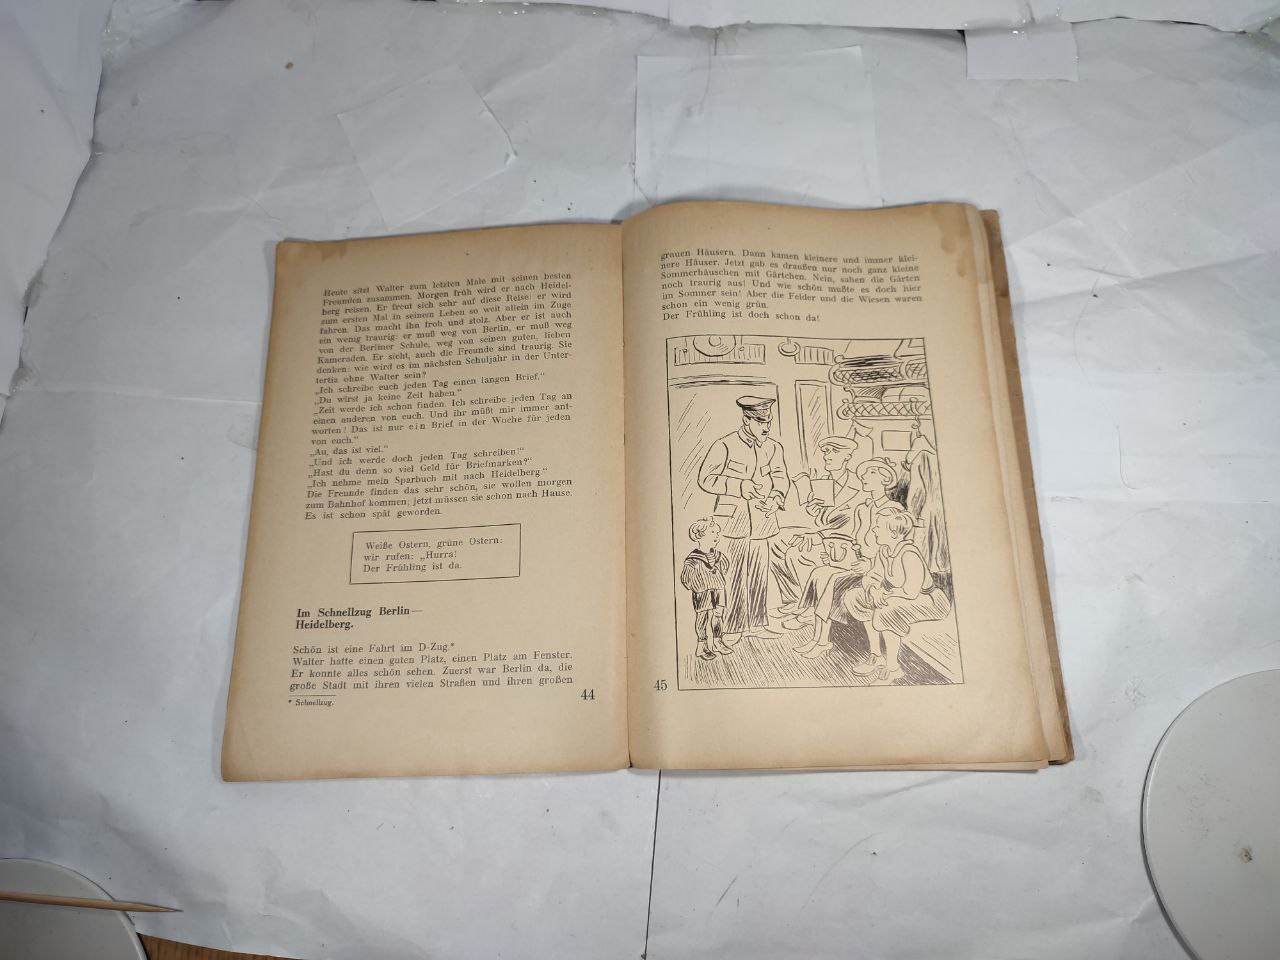 Heute sitzt Walter zum letzten Male mit seinen besten
Freunden zusammen. Morgen früh wird er nach Heidel-
berg reisen. Er freut sich sehr auf diese Reise: er wird
zum ersten Mal in seinem Leben so weit allein im Zuge
fahren. Das macht ihn froh und stolz. Aber er ist auch
ein wenig traurig: er muß weg von Berlin, er muß weg
von der Berliner Schule, weg von seinen guten, lieben
Kameraden. Er sieht, auch die Freunde sind traurig. Sie
denken: wie wird es im nächsten Schuljahr in der Unter-
tertia ohne Walter sein?
„Ich schreibe euch jeden Tag einen langen Brief.“
„Du wirst ja keine Zeit haben.“
„Zeit werde ich schon finden. Ich schreibe jeden Tag an
einen anderen von euch. Und ihr müßt mir immer ant-
worten! Das ist nur ein Brief in der Woche für jeden
von euch.“
„Au, das ist viel.“
„Und ich werde doch jeden Tag schreiben!“
„Hast du denn so viel Geld für Briefmarken?“
„Ich nehme mein Sparbuch mit nach Heidelberg.“
Die Freunde finden das sehr schön, sie wollen morgen
zum Bahnhof kommen; jetzt müssen sie schon nach Hause.
Es ist schon spät geworden.
Weiße Ostern, grüne Ostern:
wir rufen: „Hurra!
Der Frühling ist da.
Im Schnellzug Berlin—
Heidelberg.
Schön ist eine Fahrt im D-Zug.*
Walter hatte einen guten Platz, einen Platz am Fenster.
Er konnte alles schön sehen. Zuerst war Berlin da, die
große Stadt mit ihren vielen Straßen und ihren großen
* Schnellzug.
44
grauen Häusern. Dann kamen kleinere und immer klei-
nere Häuser. Jetzt gab es draußen nur noch ganz kleine
Sommerhäuschen mit Gärtchen. Nein, sahen die Gärten
noch traurig aus! Und wie schön mußte es doch hier
im Sommer sein! Aber die Felder und die Wiesen waren
schon ein wenig grün.
Der Frühling ist doch schon da!
45